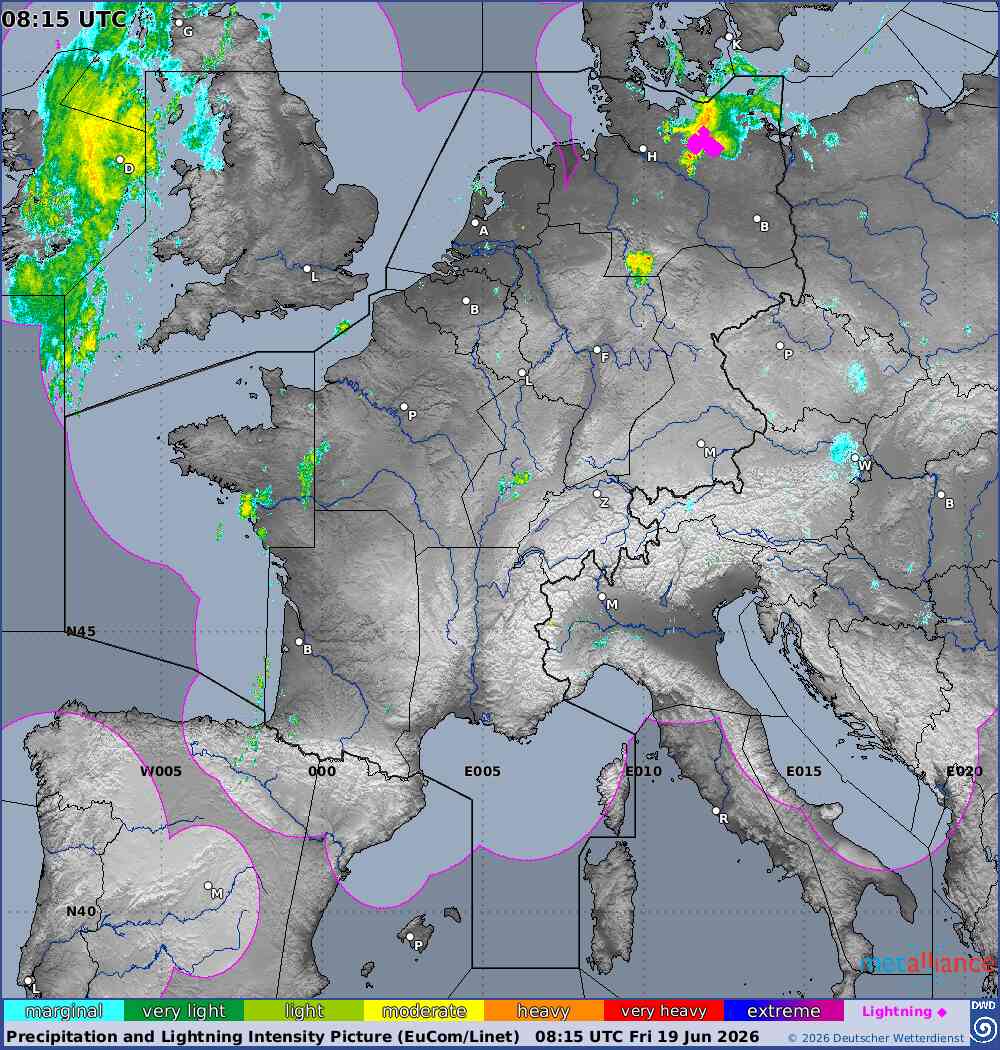 08:15 UTC
G
K
D
H
A
B
L
B
F
P
L
P
M
W
Z
B
M
N45
B
W005
000
E005
E010
E015
E020
R
M
N40
P
L
metalliance
marginal very light light moderate heavy very heavy extreme Lightning ◆
DWD
Precipitation and Lightning Intensity Picture (EuCom/Linet) 08:15 UTC Fri 19 Jun 2026 © 2026 Deutscher Wetterdienst